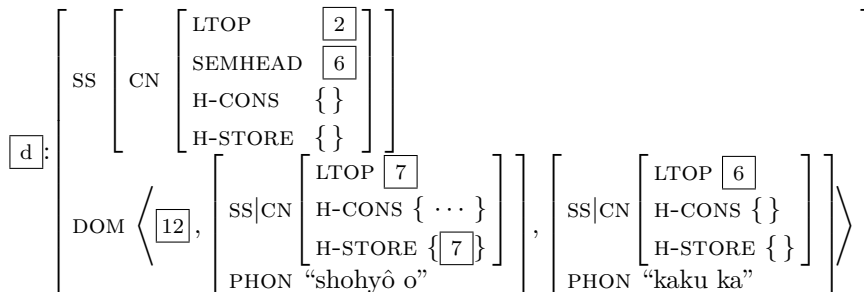 LTOP 2
SS CN SEMHEAD 6
H-CONS { }
H-STORE { }
d :
LTOP 7 LTOP 6
DOM ⟨ 12 , SS|CN H-CONS { ⋯ } , SS|CN H-CONS { } ⟩
H-STORE { 7 } H-STORE { }
PHON “shohyô o” PHON “kaku ka”